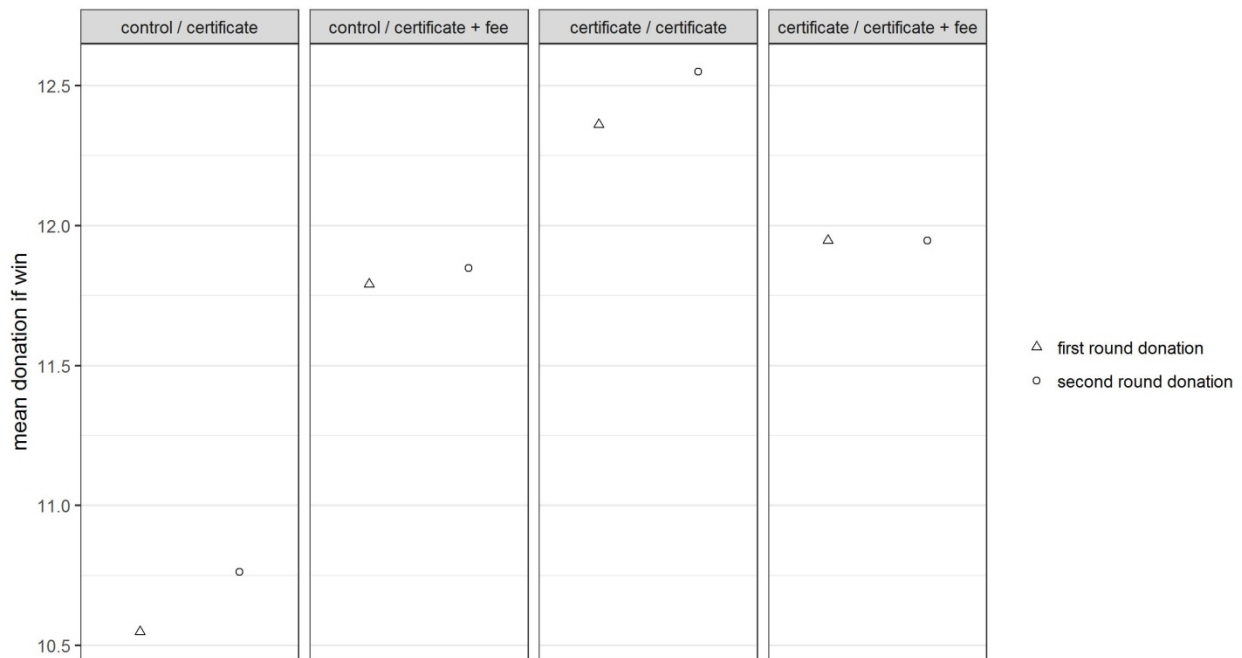 control / certificate
control / certificate + fee
certificate / certificate
certificate / certificate + fee
mean donation if win
12.5
12.0
11.5
11.0
10.5
first round donation
second round donation